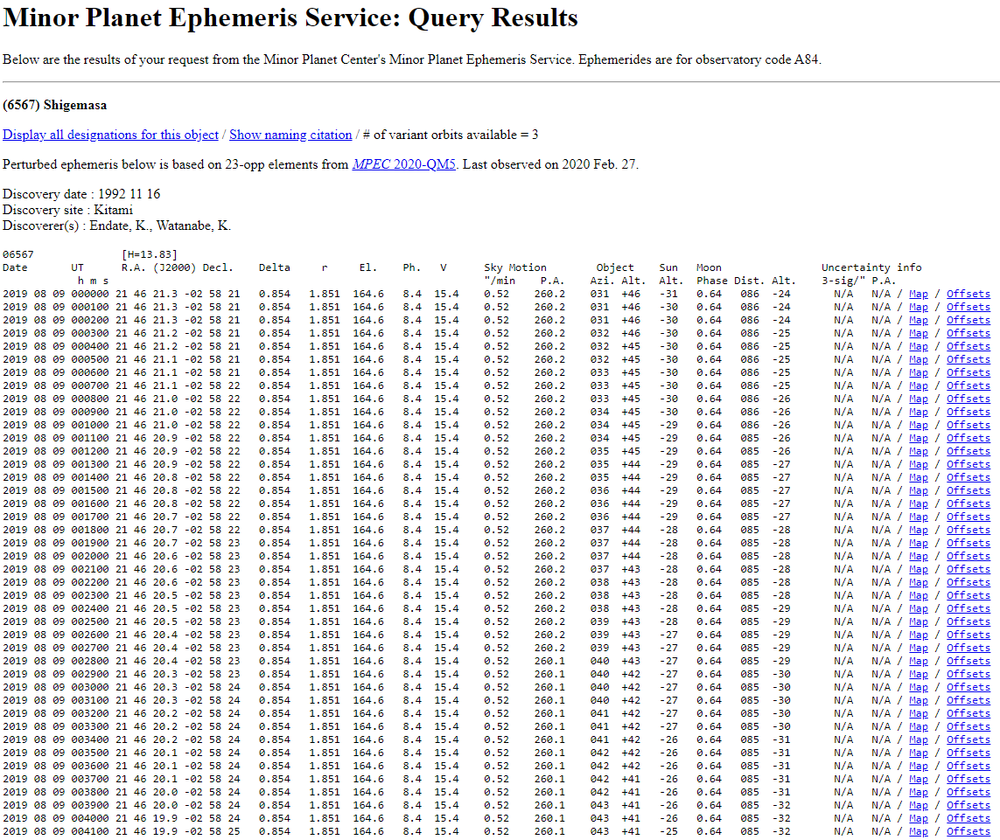 Minor Planet Ephemeris Service: Query Results
Below are the results of your request from the Minor Planet Center's Minor Planet Ephemeris Service. Ephemerides are for observatory code A84.
(6567) Shigemasa
Display all designations for this object / Show naming citation / # of variant orbits available = 3
Perturbed ephemeris below is based on 23-opp elements from MPEC 2020-QM5. Last observed on 2020 Feb. 27.
Discovery date : 1992 11 16
Discovery site : Kitami
Discoverer(s) : Endate, K., Watanabe, K.
06567 [H=13.83]
Date UT R.A. (J2000) Decl. Delta r El. Ph. V Sky Motion Object Sun Moon Uncertainty info
h m s "/min P.A. Azi. Alt. Alt. Phase Dist. Alt. 3-sig/" P.A.
2019 08 09 000000 21 46 21.3 -02 58 21 0.854 1.851 164.6 8.4 15.4 0.52 260.2 031 +46 -31 0.64 086 -24 N/A N/A / Map / Offsets
2019 08 09 000100 21 46 21.3 -02 58 21 0.854 1.851 164.6 8.4 15.4 0.52 260.2 031 +46 -30 0.64 086 -24 N/A N/A / Map / Offsets
2019 08 09 000200 21 46 21.3 -02 58 21 0.854 1.851 164.6 8.4 15.4 0.52 260.2 031 +46 -30 0.64 086 -24 N/A N/A / Map / Offsets
2019 08 09 000300 21 46 21.2 -02 58 21 0.854 1.851 164.6 8.4 15.4 0.52 260.2 032 +46 -30 0.64 086 -25 N/A N/A / Map / Offsets
2019 08 09 000400 21 46 21.2 -02 58 21 0.854 1.851 164.6 8.4 15.4 0.52 260.2 032 +45 -30 0.64 086 -25 N/A N/A / Map / Offsets
2019 08 09 000500 21 46 21.1 -02 58 21 0.854 1.851 164.6 8.4 15.4 0.52 260.2 032 +45 -30 0.64 086 -25 N/A N/A / Map / Offsets
2019 08 09 000600 21 46 21.1 -02 58 21 0.854 1.851 164.6 8.4 15.4 0.52 260.2 033 +45 -30 0.64 086 -25 N/A N/A / Map / Offsets
2019 08 09 000700 21 46 21.1 -02 58 22 0.854 1.851 164.6 8.4 15.4 0.52 260.2 033 +45 -30 0.64 086 -25 N/A N/A / Map / Offsets
2019 08 09 000800 21 46 21.0 -02 58 22 0.854 1.851 164.6 8.4 15.4 0.52 260.2 033 +45 -30 0.64 086 -26 N/A N/A / Map / Offsets
2019 08 09 000900 21 46 21.0 -02 58 22 0.854 1.851 164.6 8.4 15.4 0.52 260.2 034 +45 -30 0.64 086 -26 N/A N/A / Map / Offsets
2019 08 09 001000 21 46 21.0 -02 58 22 0.854 1.851 164.6 8.4 15.4 0.52 260.2 034 +45 -29 0.64 086 -26 N/A N/A / Map / Offsets
2019 08 09 001100 21 46 20.9 -02 58 22 0.854 1.851 164.6 8.4 15.4 0.52 260.2 034 +45 -29 0.64 085 -26 N/A N/A / Map / Offsets
2019 08 09 001200 21 46 20.9 -02 58 22 0.854 1.851 164.6 8.4 15.4 0.52 260.2 035 +45 -29 0.64 085 -26 N/A N/A / Map / Offsets
2019 08 09 001300 21 46 20.9 -02 58 22 0.854 1.851 164.6 8.4 15.4 0.52 260.2 035 +44 -29 0.64 085 -27 N/A N/A / Map / Offsets
2019 08 09 001400 21 46 20.8 -02 58 22 0.854 1.851 164.6 8.4 15.4 0.52 260.2 035 +44 -29 0.64 085 -27 N/A N/A / Map / Offsets
2019 08 09 001500 21 46 20.8 -02 58 22 0.854 1.851 164.6 8.4 15.4 0.52 260.2 036 +44 -29 0.64 085 -27 N/A N/A / Map / Offsets
2019 08 09 001600 21 46 20.8 -02 58 22 0.854 1.851 164.6 8.4 15.4 0.52 260.2 036 +44 -29 0.64 085 -27 N/A N/A / Map / Offsets
2019 08 09 001700 21 46 20.7 -02 58 22 0.854 1.851 164.6 8.4 15.4 0.52 260.2 036 +44 -29 0.64 085 -27 N/A N/A / Map / Offsets
2019 08 09 001800 21 46 20.7 -02 58 22 0.854 1.851 164.6 8.4 15.4 0.52 260.2 037 +44 -28 0.64 085 -28 N/A N/A / Map / Offsets
2019 08 09 001900 21 46 20.7 -02 58 23 0.854 1.851 164.6 8.4 15.4 0.52 260.2 037 +44 -28 0.64 085 -28 N/A N/A / Map / Offsets
2019 08 09 002000 21 46 20.6 -02 58 23 0.854 1.851 164.6 8.4 15.4 0.52 260.2 037 +44 -28 0.64 085 -28 N/A N/A / Map / Offsets
2019 08 09 002100 21 46 20.6 -02 58 23 0.854 1.851 164.6 8.4 15.4 0.52 260.2 037 +43 -28 0.64 085 -28 N/A N/A / Map / Offsets
2019 08 09 002200 21 46 20.6 -02 58 23 0.854 1.851 164.6 8.4 15.4 0.52 260.2 038 +43 -28 0.64 085 -28 N/A N/A / Map / Offsets
2019 08 09 002300 21 46 20.5 -02 58 23 0.854 1.851 164.6 8.4 15.4 0.52 260.2 038 +43 -28 0.64 085 -28 N/A N/A / Map / Offsets
2019 08 09 002400 21 46 20.5 -02 58 23 0.854 1.851 164.6 8.4 15.4 0.52 260.2 038 +43 -28 0.64 085 -29 N/A N/A / Map / Offsets
2019 08 09 002500 21 46 20.5 -02 58 23 0.854 1.851 164.6 8.4 15.4 0.52 260.2 039 +43 -28 0.64 085 -29 N/A N/A / Map / Offsets
2019 08 09 002600 21 46 20.4 -02 58 23 0.854 1.851 164.6 8.4 15.4 0.52 260.2 039 +43 -27 0.64 085 -29 N/A N/A / Map / Offsets
2019 08 09 002700 21 46 20.4 -02 58 23 0.854 1.851 164.6 8.4 15.4 0.52 260.2 039 +43 -27 0.64 085 -29 N/A N/A / Map / Offsets
2019 08 09 002800 21 46 20.4 -02 58 23 0.854 1.851 164.6 8.4 15.4 0.52 260.2 040 +43 -27 0.64 085 -29 N/A N/A / Map / Offsets
2019 08 09 002900 21 46 20.3 -02 58 23 0.854 1.851 164.6 8.4 15.4 0.52 260.1 040 +42 -27 0.64 085 -30 N/A N/A / Map / Offsets
2019 08 09 003000 21 46 20.3 -02 58 24 0.854 1.851 164.6 8.4 15.4 0.52 260.1 040 +42 -27 0.64 085 -30 N/A N/A / Map / Offsets
2019 08 09 003100 21 46 20.3 -02 58 24 0.854 1.851 164.6 8.4 15.4 0.52 260.1 040 +42 -27 0.64 085 -30 N/A N/A / Map / Offsets
2019 08 09 003200 21 46 20.2 -02 58 24 0.854 1.851 164.6 8.4 15.4 0.52 260.1 041 +42 -27 0.64 085 -30 N/A N/A / Map / Offsets
2019 08 09 003300 21 46 20.2 -02 58 24 0.854 1.851 164.6 8.4 15.4 0.52 260.1 041 +42 -27 0.64 085 -30 N/A N/A / Map / Offsets
2019 08 09 003400 21 46 20.2 -02 58 24 0.854 1.851 164.6 8.4 15.4 0.52 260.1 041 +42 -26 0.64 085 -31 N/A N/A / Map / Offsets
2019 08 09 003500 21 46 20.1 -02 58 24 0.854 1.851 164.6 8.4 15.4 0.52 260.1 042 +42 -26 0.64 085 -31 N/A N/A / Map / Offsets
2019 08 09 003600 21 46 20.1 -02 58 24 0.854 1.851 164.6 8.4 15.4 0.52 260.1 042 +42 -26 0.64 085 -31 N/A N/A / Map / Offsets
2019 08 09 003700 21 46 20.1 -02 58 24 0.854 1.851 164.6 8.4 15.4 0.52 260.1 042 +41 -26 0.64 085 -31 N/A N/A / Map / Offsets
2019 08 09 003800 21 46 20.0 -02 58 24 0.854 1.851 164.6 8.4 15.4 0.52 260.1 042 +41 -26 0.64 085 -31 N/A N/A / Map / Offsets
2019 08 09 003900 21 46 20.0 -02 58 24 0.854 1.851 164.6 8.4 15.4 0.52 260.1 043 +41 -26 0.64 085 -32 N/A N/A / Map / Offsets
2019 08 09 004000 21 46 19.9 -02 58 24 0.854 1.851 164.6 8.4 15.4 0.52 260.1 043 +41 -26 0.64 085 -32 N/A N/A / Map / Offsets
2019 08 09 004100 21 46 19.9 -02 58 25 0.854 1.851 164.6 8.4 15.4 0.52 260.1 043 +41 -25 0.64 085 -32 N/A N/A / Map / Offsets